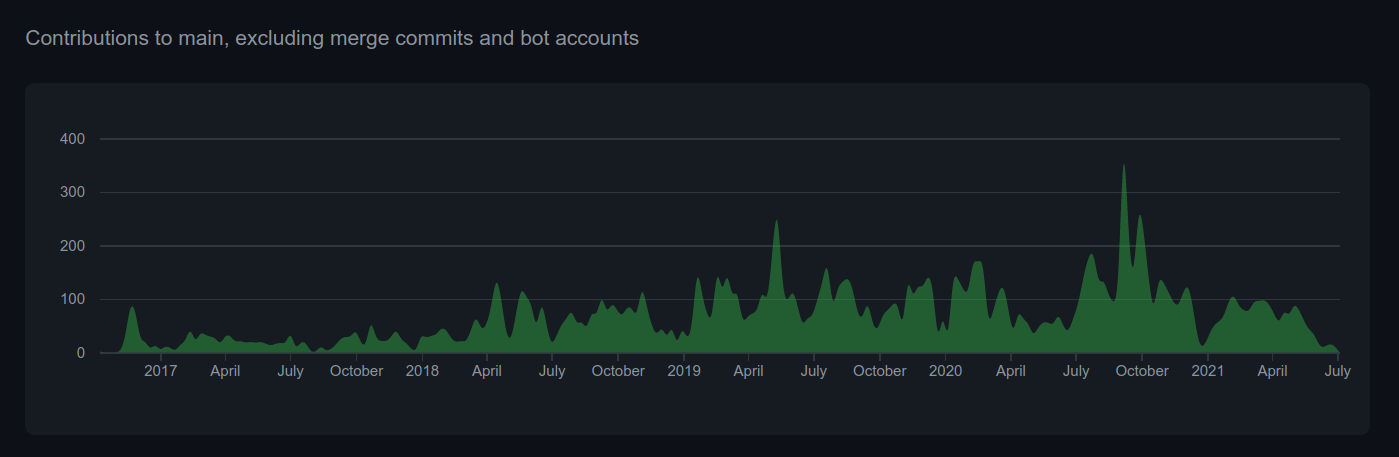 Contributions to main, excluding merge commits and bot accounts
400
300
200
100
0
2017 April July October 2018 April July October 2019 April July October 2020 April July October 2021 April July